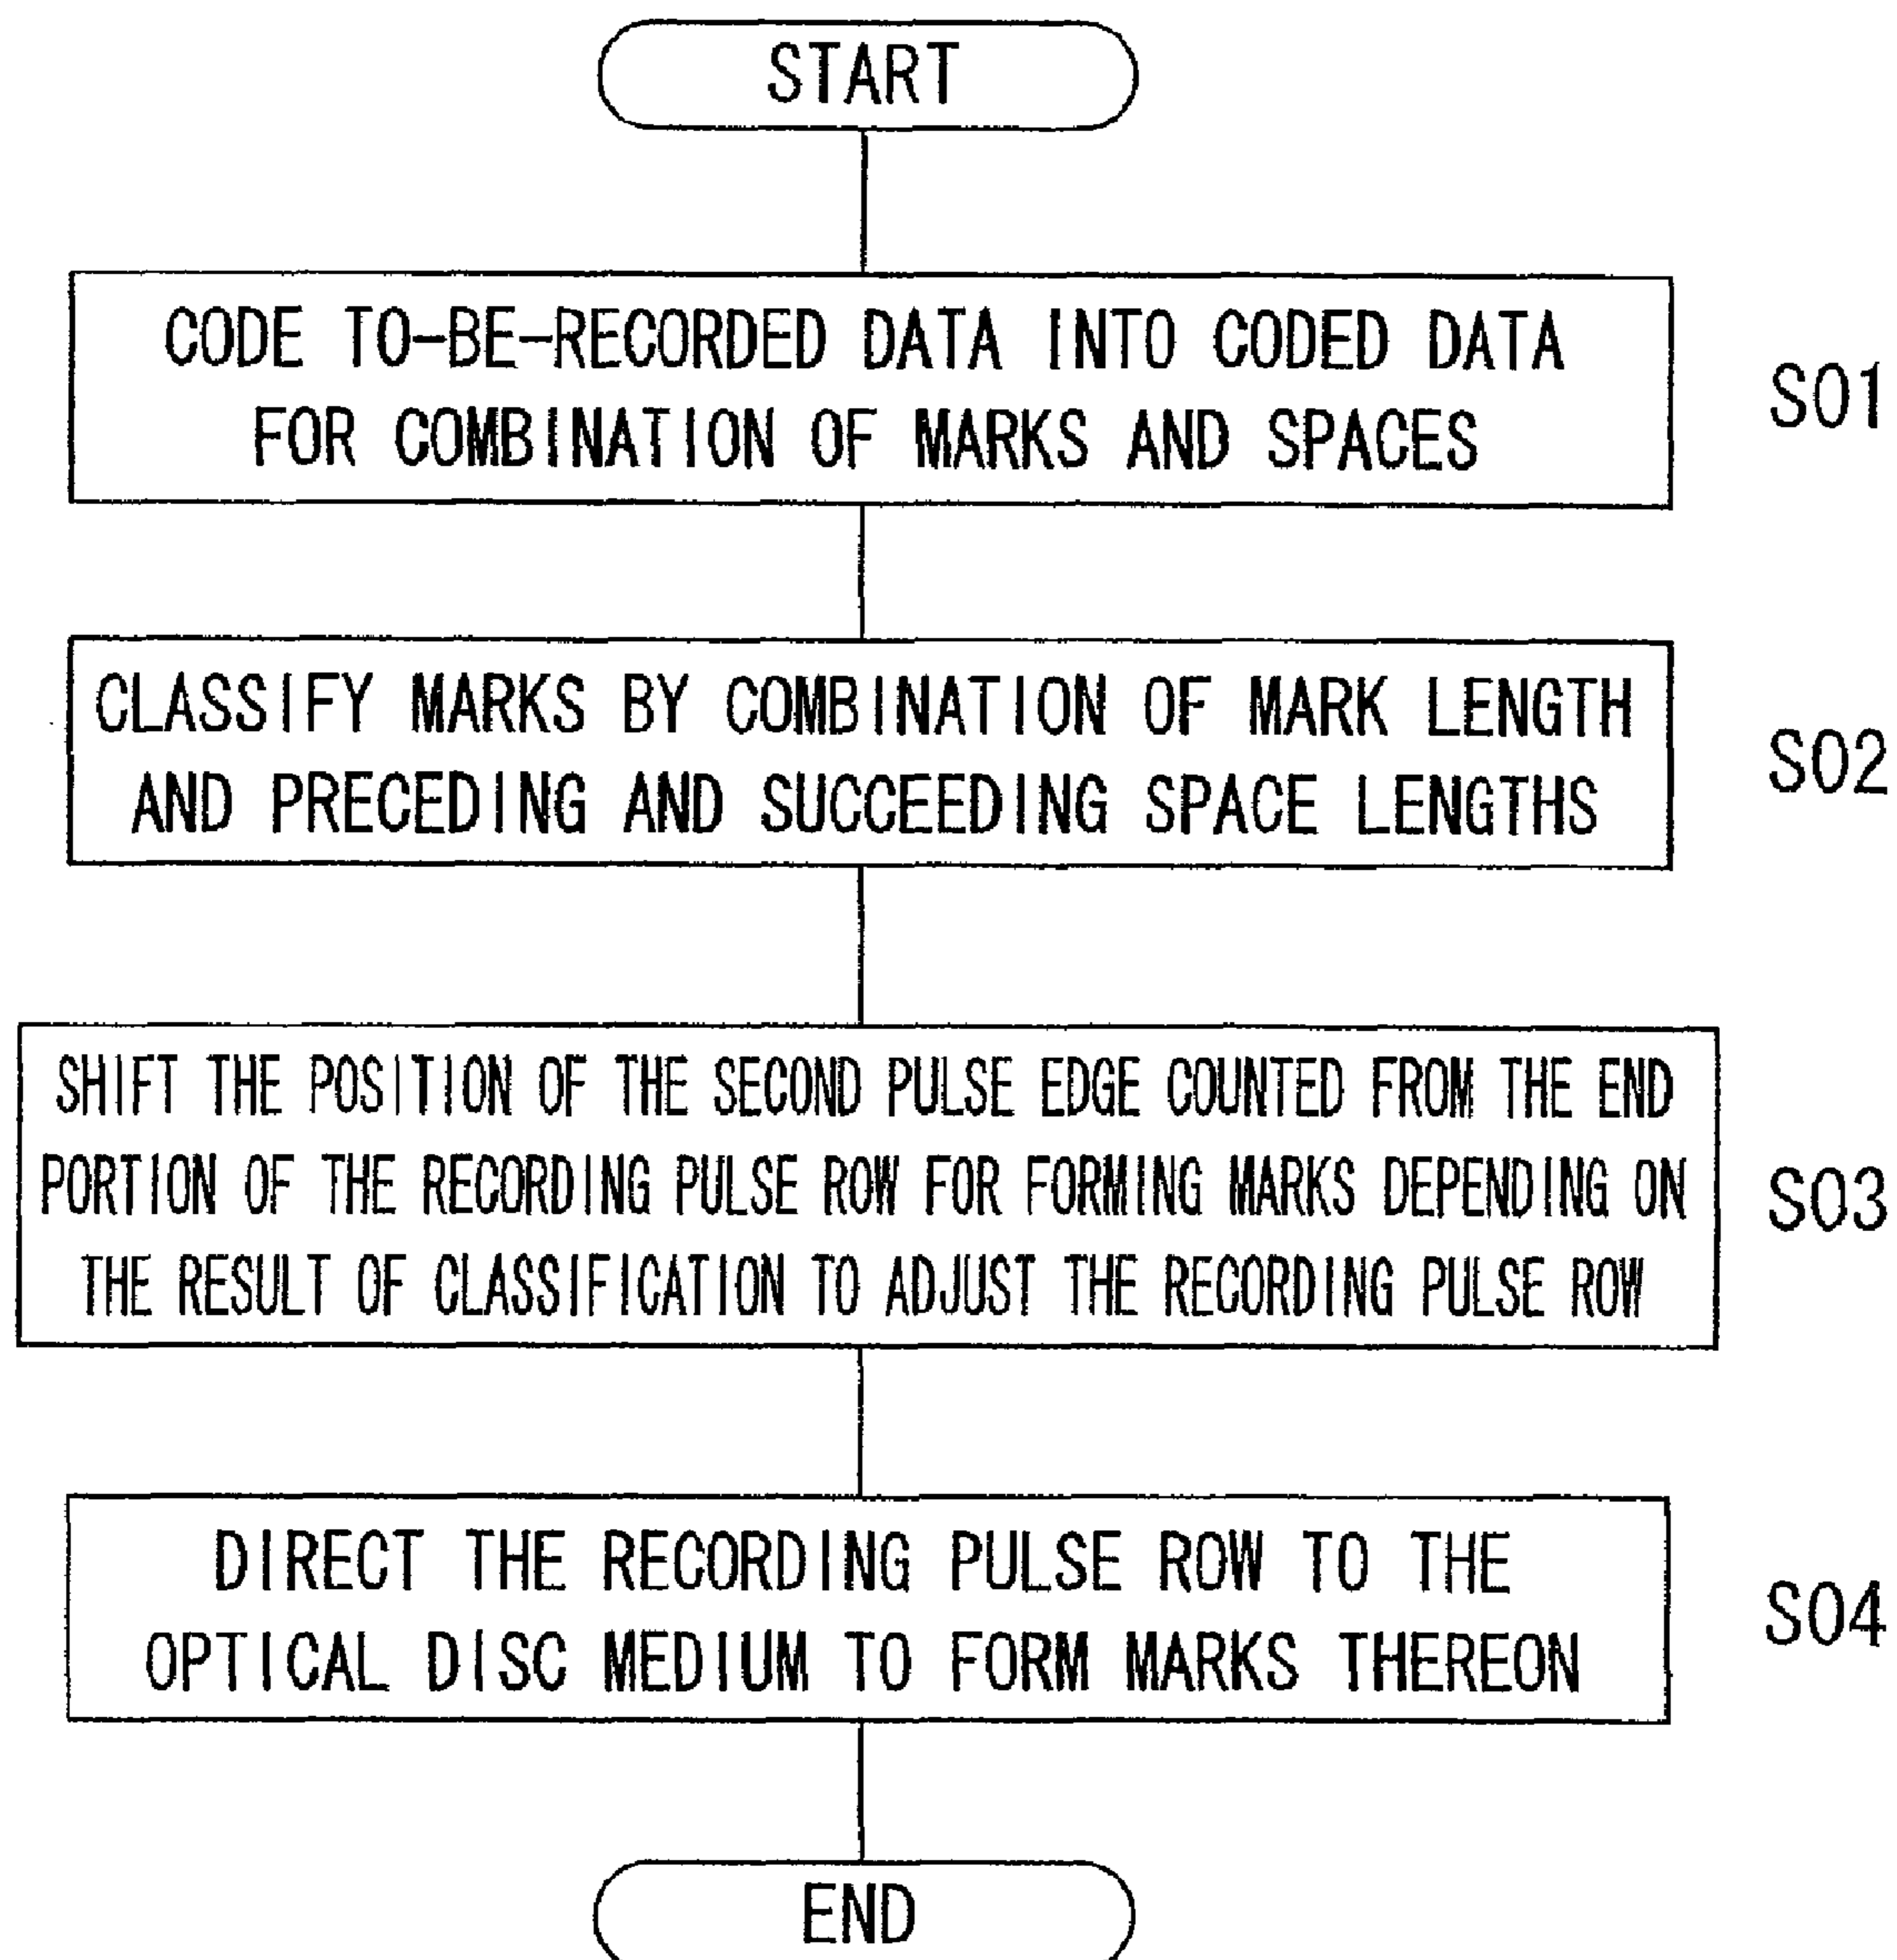 START
CODE TO-BE-RECORDED DATA INTO CODED DATA
FOR COMBINATION OF MARKS AND SPACES
S01
CLASSIFY MARKS BY COMBINATION OF MARK LENGTH
AND PRECEDING AND SUCCEEDING SPACE LENGTHS
S02
SHIFT THE POSITION OF THE SECOND PULSE EDGE COUNTED FROM THE END
PORTION OF THE RECORDING PULSE ROW FOR FORMING MARKS DEPENDING ON
THE RESULT OF CLASSIFICATION TO ADJUST THE RECORDING PULSE ROW
S03
DIRECT THE RECORDING PULSE ROW TO THE
OPTICAL DISC MEDIUM TO FORM MARKS THEREON
S04
END